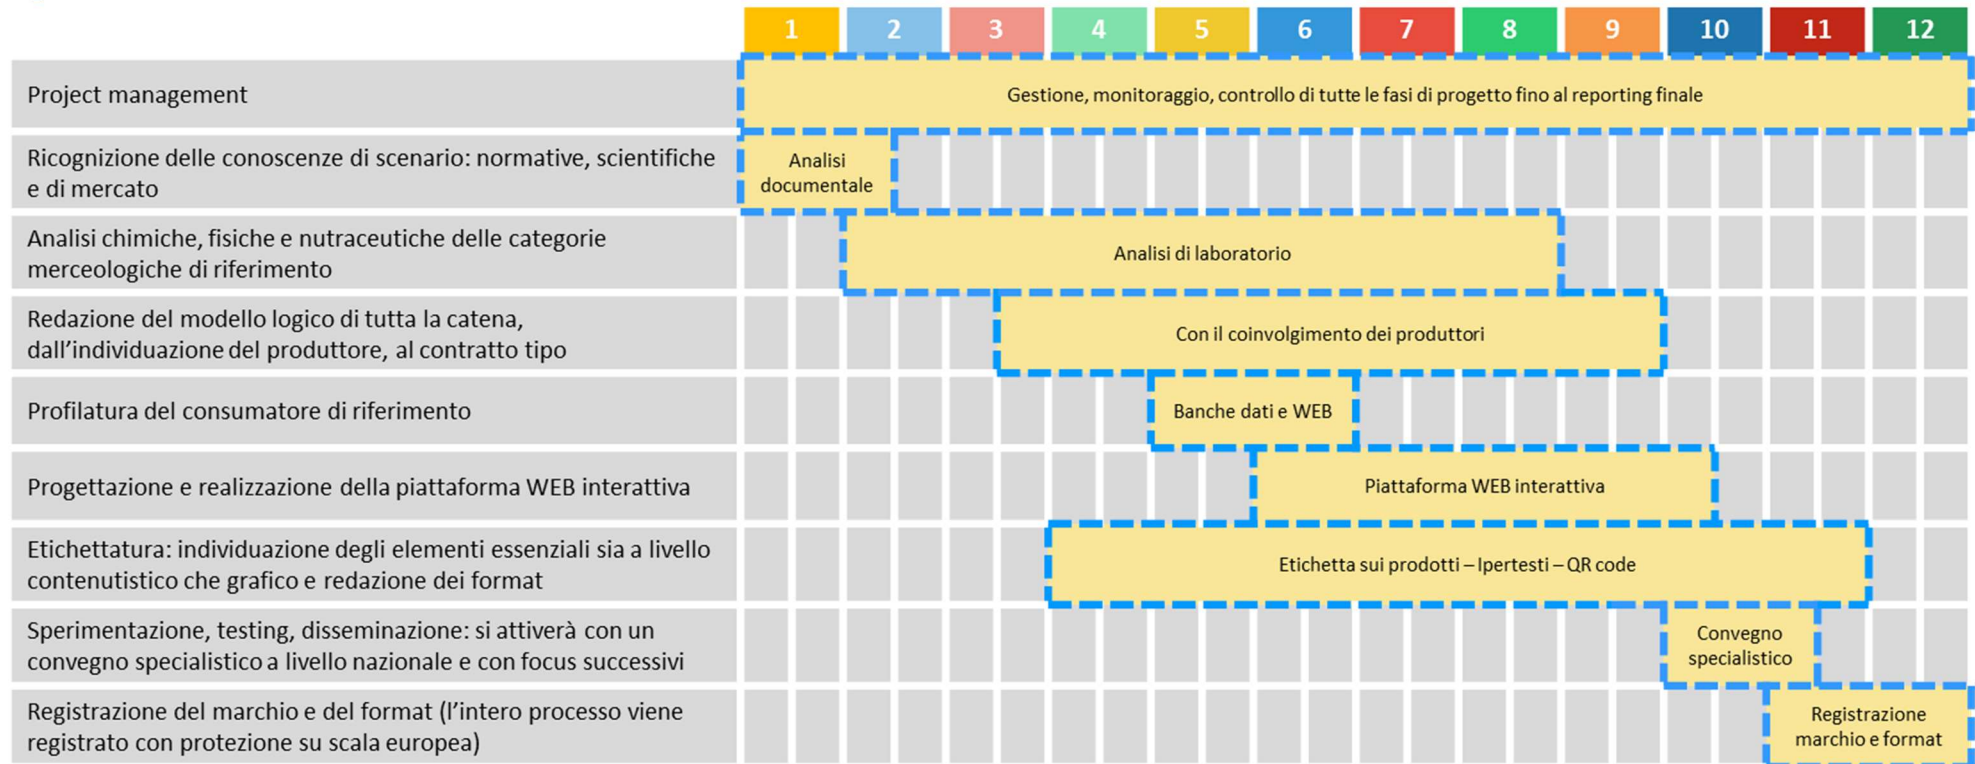 1 2 3 4 5 6 7 8 9 10 11 12
Project management
Gestione, monitoraggio, controllo di tutte le fasi di progetto fino al reporting finale
Ricognizione delle conoscenze di scenario: normative, scientifiche
e di mercato
Analisi
documentale
Analisi chimiche, fisiche e nutraceutiche delle categorie
merceologiche di riferimento
Analisi di laboratorio
Redazione del modello logico di tutta la catena,
dall’individuazione del produttore, al contratto tipo
Con il coinvolgimento dei produttori
Profilatura del consumatore di riferimento
Banche dati e WEB
Progettazione e realizzazione della piattaforma WEB interattiva
Piattaforma WEB interattiva
Etichettatura: individuazione degli elementi essenziali sia a livello
contenutistico che grafico e redazione dei format
Etichetta sui prodotti – Ipertesti – QR code
Sperimentazione, testing, disseminazione: si attiverà con un
convegno specialistico a livello nazionale e con focus successivi
Convegno
specialistico
Registrazione del marchio e del format (l’intero processo viene
registrato con protezione su scala europea)
Registrazione
marchio e format